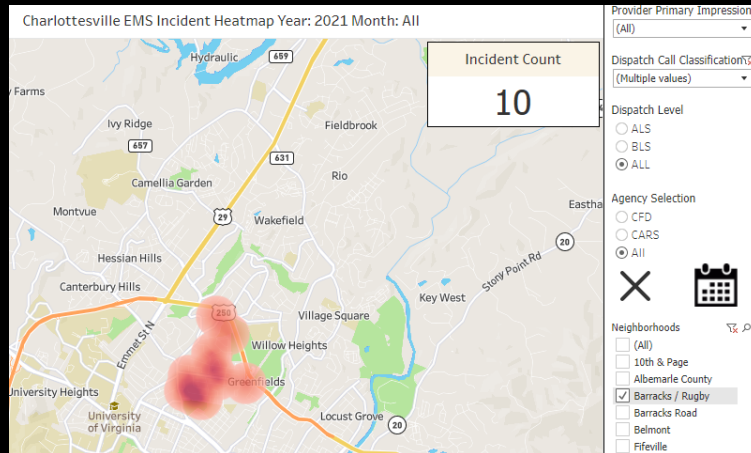 Charlottesville EMS Incident Heatmap Year: 2021 Month: All
Incident Count
10
Hydraulic
659
Farms
Ivy Ridge
657
Fieldbrook
631
Rio
Camellia Garden
Montvue
29
Wakefield
Eastha
20
Hessian Hills
Stony Point Rd
Canterbury Hills
Key West
250
Village Square
Emmet St N
Willow Heights
Greenfields
University Heights
University
of Virginia
Locust Grove
20
Provider Primary Impression
(All)
Dispatch Call Classification
(Multiple values)
Dispatch Level
ALS
BLS
ALL
Agency Selection
CFD
CARS
All
Neighborhoods
(All)
10th & Page
Albemarle County
Barracks / Rugby
Barracks Road
Belmont
Fifeville